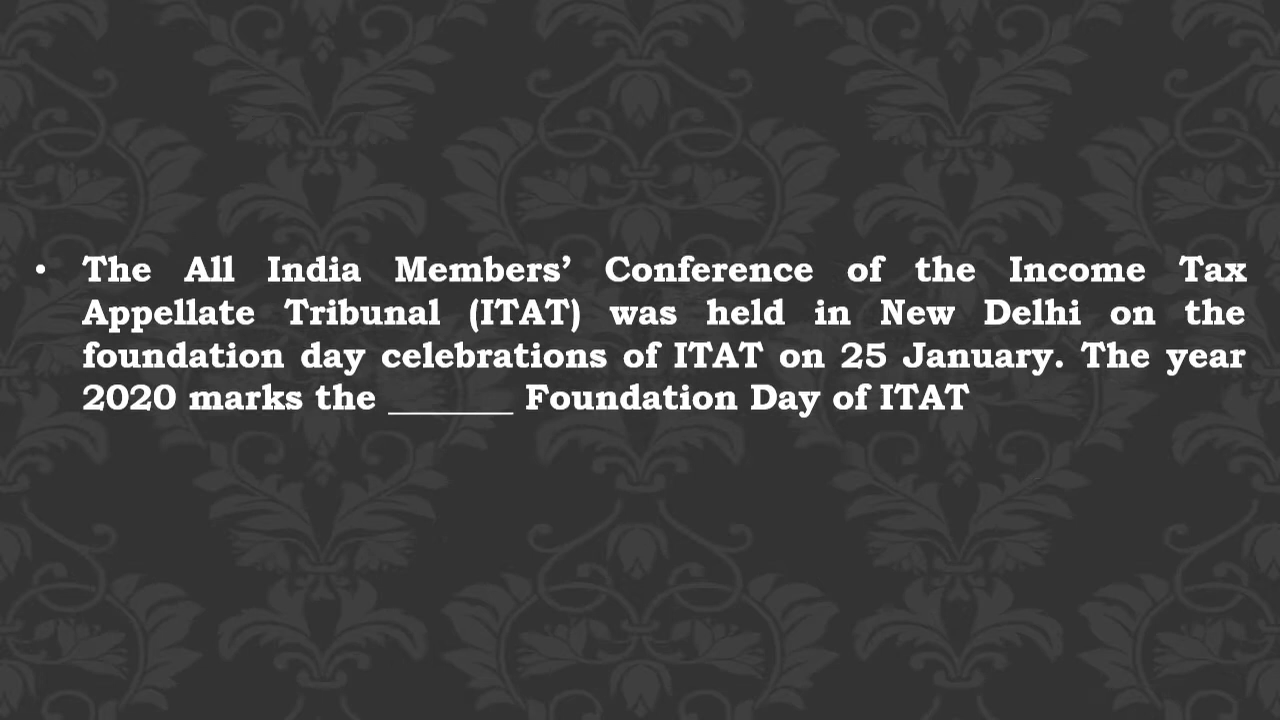 • The All India Members’ Conference of the Income Tax
Appellate Tribunal (ITAT) was held in New Delhi on the
foundation day celebrations of ITAT on 25 January. The year
2020 marks the _______ Foundation Day of ITAT